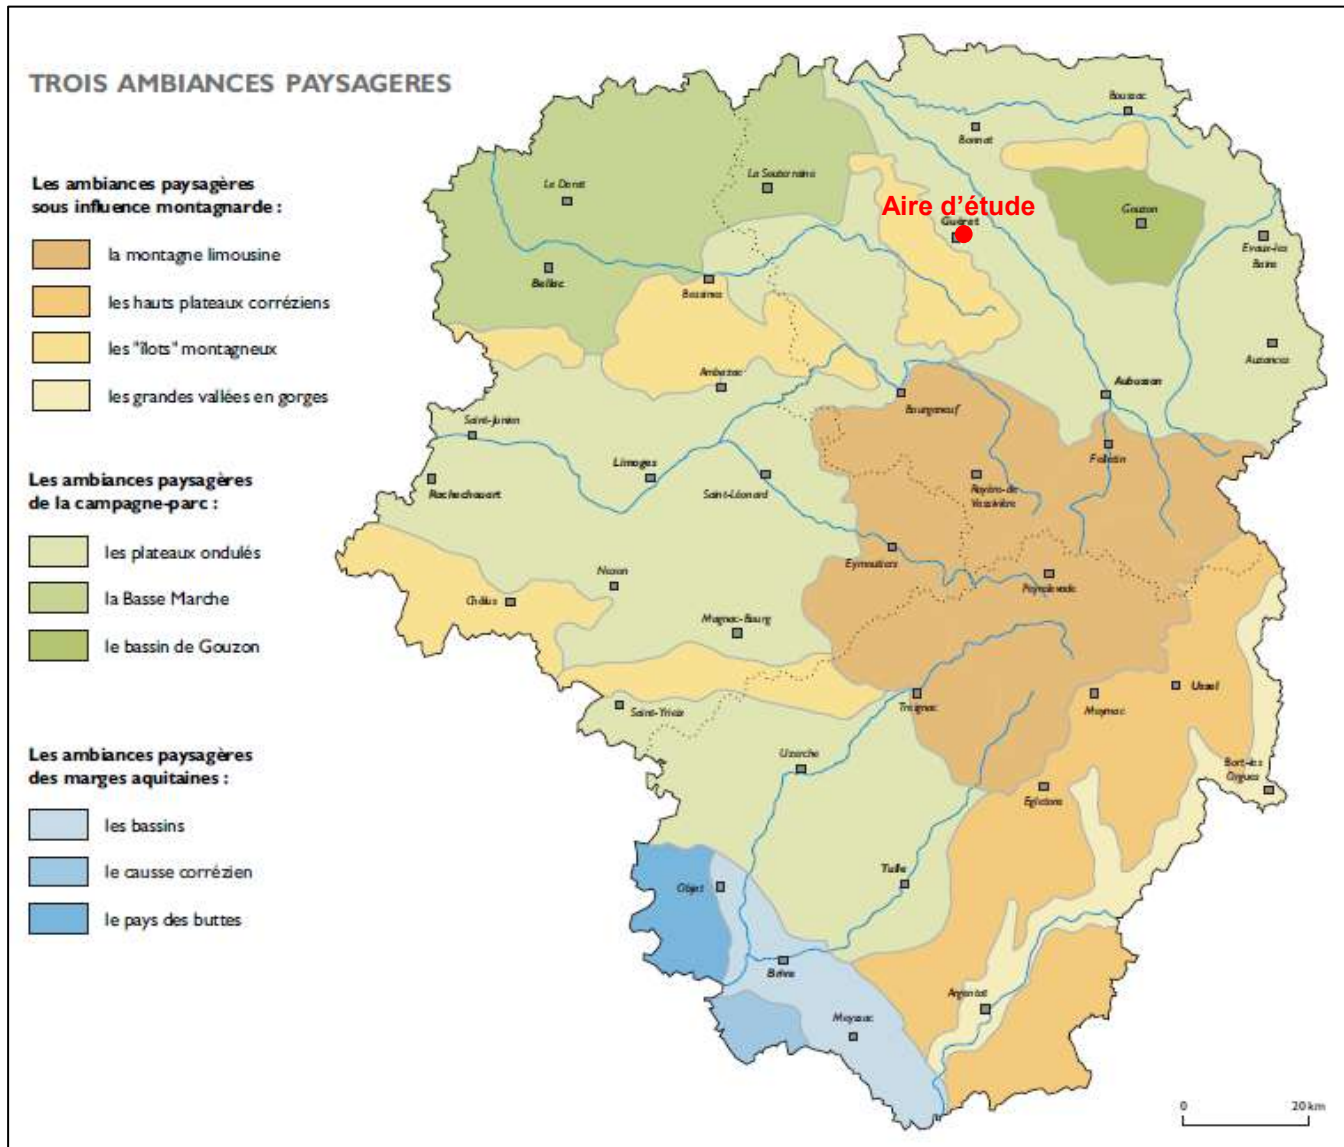 TROIS AMBIANCES PAYSAGERES
Les ambiances paysagères
sous influence montagnarde :
la montagne limousine
les hauts plateaux corréziens
les "îlots" montagneux
les grandes vallées en gorges
Les ambiances paysagères
de la campagne-parc :
les plateaux ondulés
la Basse Marche
le bassin de Gouzon
Les ambiances paysagères
des marges aquitaines :
les bassins
le causse corrézien
le pays des buttes
Boussac
Bonnat
Le Dorat
La Souterraine
Aire d'étude
Guéret
Gouzon
Evaux-les
Bains
Bellac
Bessines
Auzances
Ambazac
Aubusson
Bourganeuf
Saint-Junien
Felletin
Limoges
Rochechouart
Saint-Léonard
Royère-de
Vassivière
Eymoutiers
Nexon
Peyrelevade
Châlus
Magnac-Bourg
Ussel
Treignac
Meymac
Saint-Yrieix
Uzerche
Bort-les
Orgues
Egletons
Objat
Tulle
Brive
Argentat
Meyssac
0 20 km